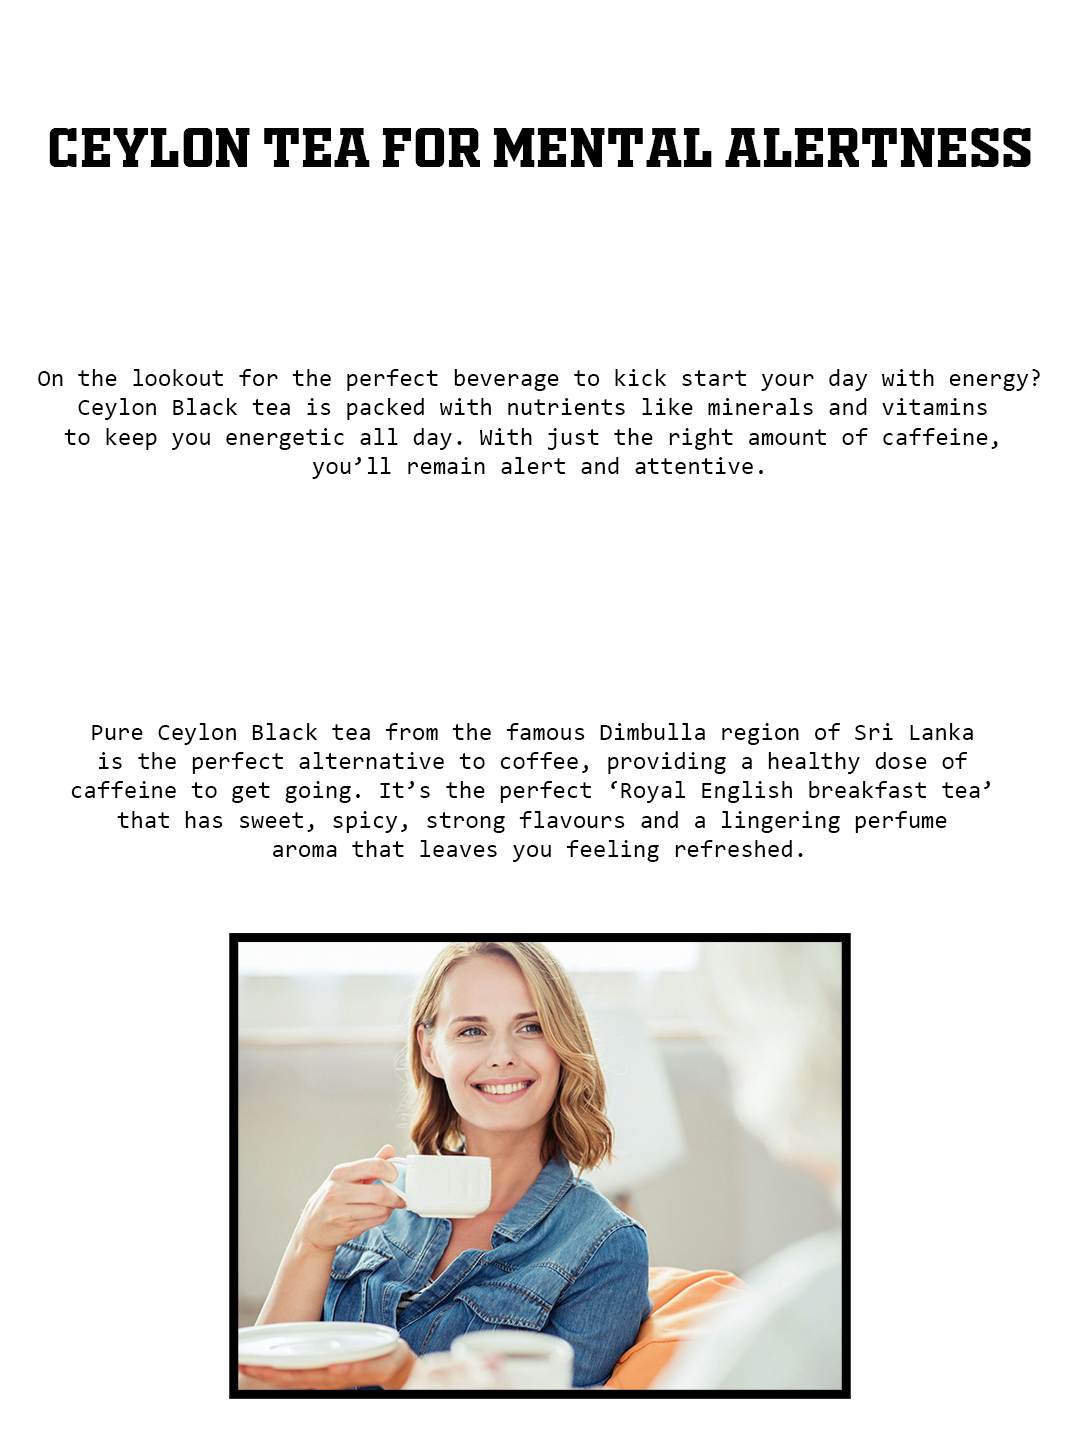 CEYLON TEA FOR MENTAL ALERTNESS
On the lookout for the perfect beverage to kick start your day with energy?
Ceylon Black tea is packed with nutrients like minerals and vitamins
to keep you energetic all day. With just the right amount of caffeine,
you’ll remain alert and attentive.
Pure Ceylon Black tea from the famous Dimbulla region of Sri Lanka
is the perfect alternative to coffee, providing a healthy dose of
caffeine to get going. It’s the perfect ‘Royal English breakfast tea’
that has sweet, spicy, strong flavours and a lingering perfume
aroma that leaves you feeling refreshed.